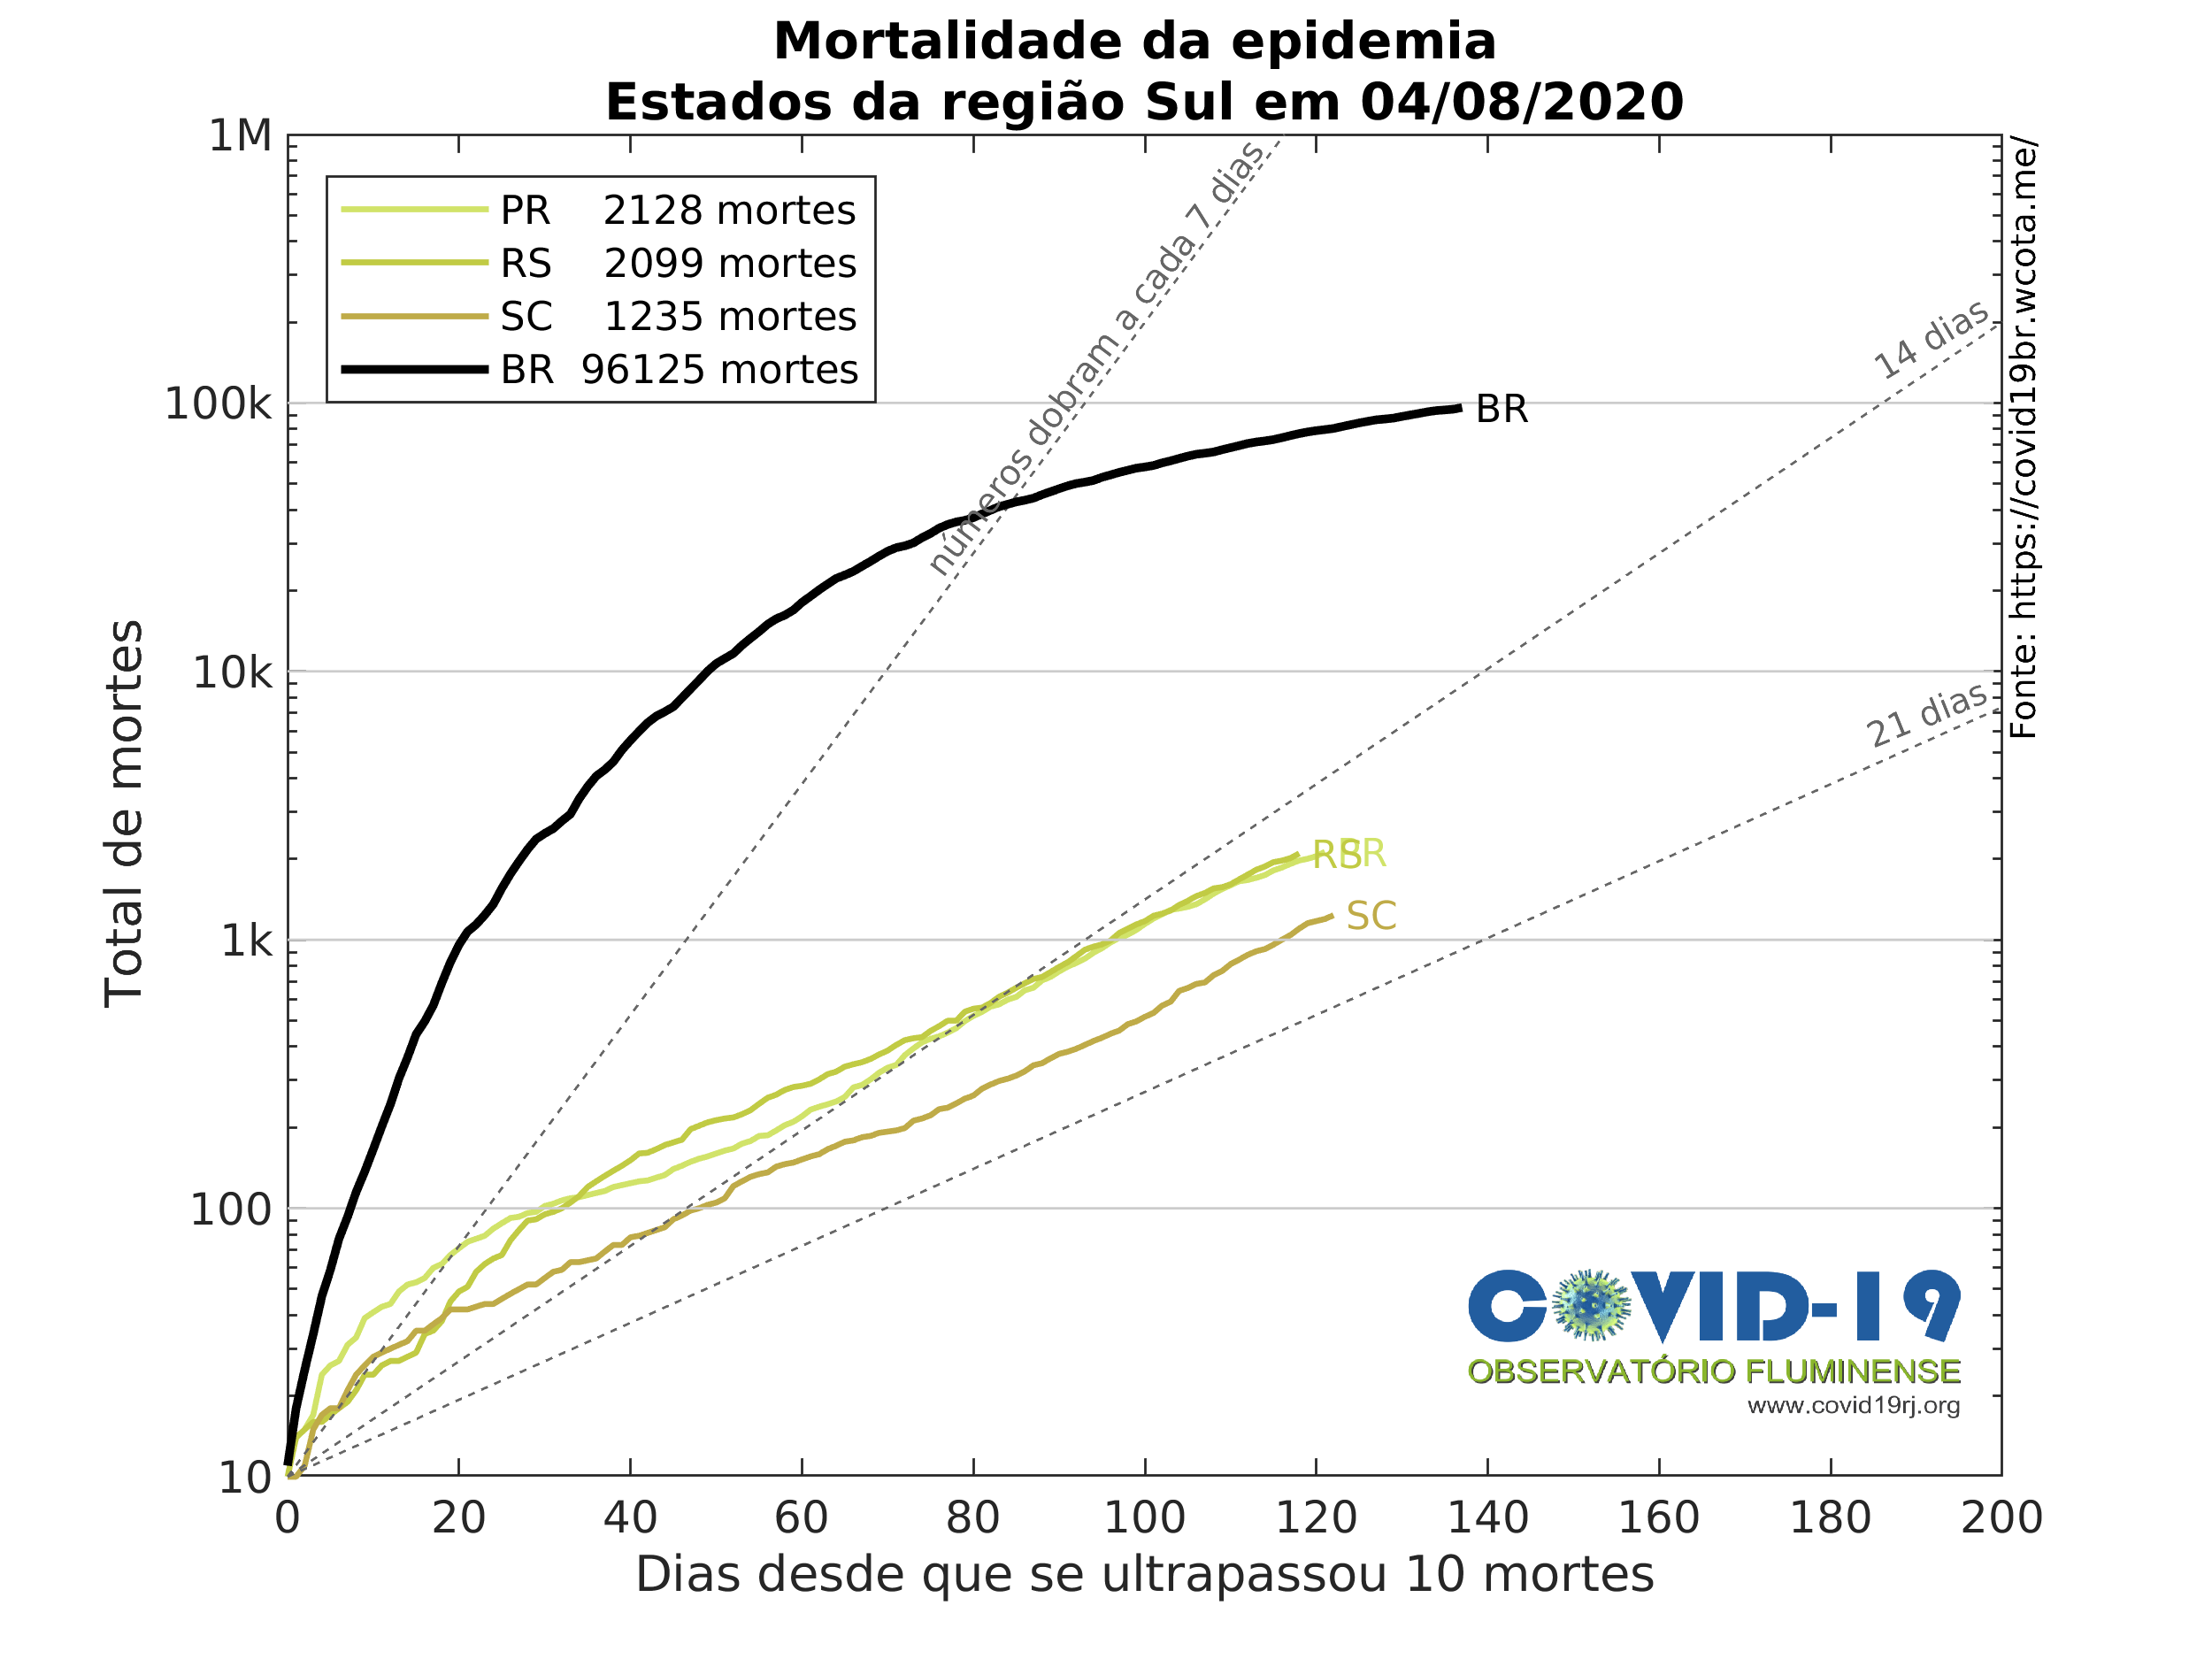 Mortalidade da epidemia
Estados da região Sul em 04/08/2020
1M
100k
10k
1k
100
10
Total de mortes
PR 2128 mortes
RS 2099 mortes
SC 1235 mortes
BR 96125 mortes
números dobram a cada 7 dias
14 dias
21 dias
BR
RS
PR
SC
Fonte: https://covid19br.wcota.me/
COVID-19
OBSERVATÓRIO FLUMINENSE
www.covid19rj.org
0 20 40 60 80 100 120 140 160 180 200
Dias desde que se ultrapassou 10 mortes